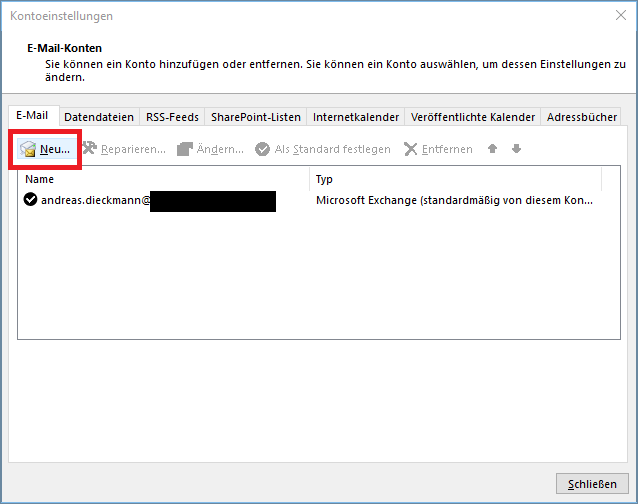 Kontoeinstellungen
E-Mail-Konten
Sie können ein Konto hinzufügen oder entfernen. Sie können ein Konto auswählen, um dessen Einstellungen zu
ändern.
E-Mail Datendateien RSS-Feeds SharePoint-Listen Internetkalender Veröffentlichte Kalender Adressbücher
Neu... Reparieren... Ändern... Als Standard festlegen Entfernen
Name Typ
andreas.dieckmann@ Microsoft Exchange (standardmäßig von diesem Kon...
Schließen